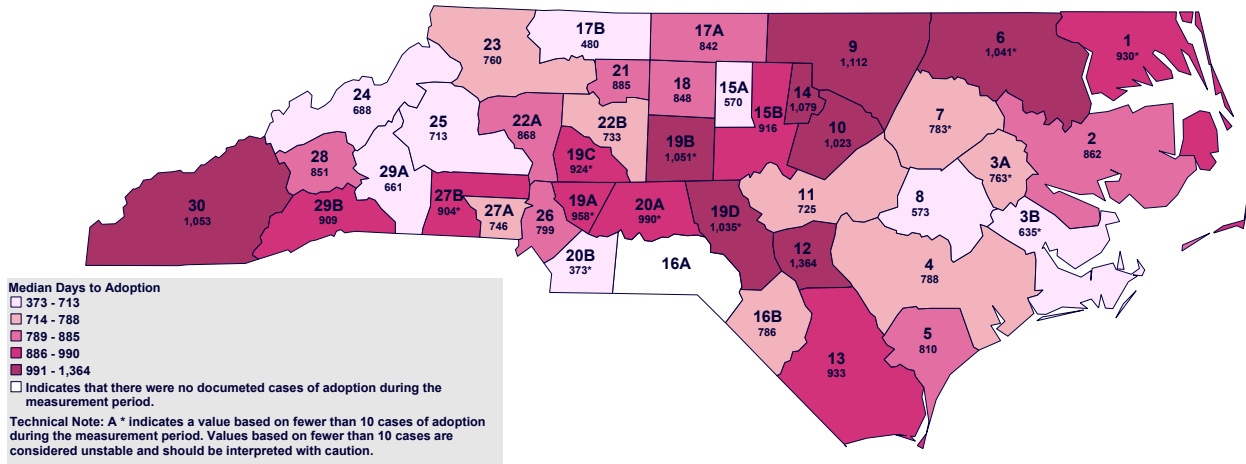 17B
480
17A
842
23
760
9
1,112
6
1,041*
1
930*
21
885
18
848
15A
570
14
1,079
15B
916
24
688
25
713
22A
868
22B
733
10
1,023
7
783*
2
862
19B
1,051*
28
851
29A
661
19C
924*
3A
763*
30
1,053
29B
909
27B
904*
27A
746
26
799
19A
958*
20A
990*
19D
1,035*
11
725
8
573
3B
635*
20B
373*
16A
12
1,364
4
788
16B
786
5
810
13
933
Median Days to Adoption
373 - 713
714 - 788
789 - 885
886 - 990
991 - 1,364
Indicates that there were no documeted cases of adoption during the
measurement period.
Technical Note: A * indicates a value based on fewer than 10 cases of adoption
during the measurement period. Values based on fewer than 10 cases are
considered unstable and should be interpreted with caution.